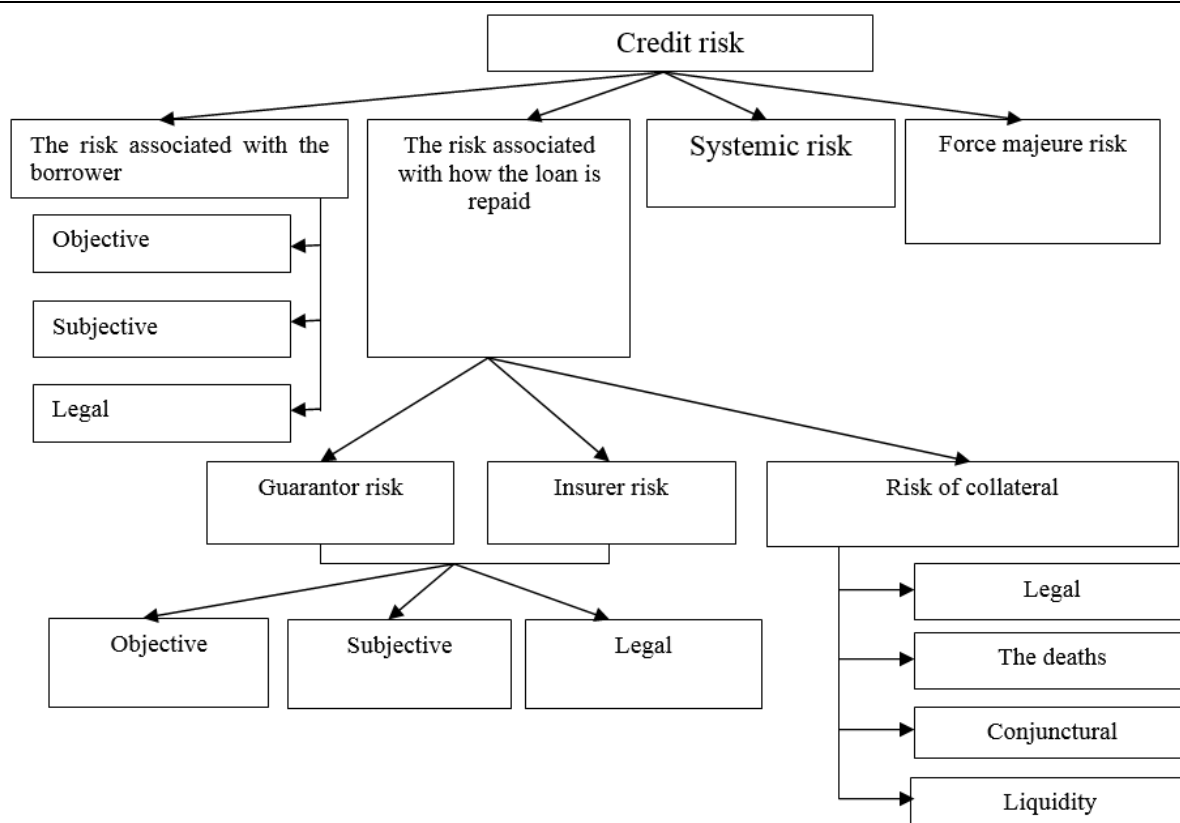 Credit risk
The risk associated with the
borrower
The risk associated
with how the loan is
repaid
Systemic risk
Force majeure risk
Objective
Subjective
Legal
Guarantor risk
Insurer risk
Risk of collateral
Objective
Subjective
Legal
Legal
The deaths
Conjunctural
Liquidity